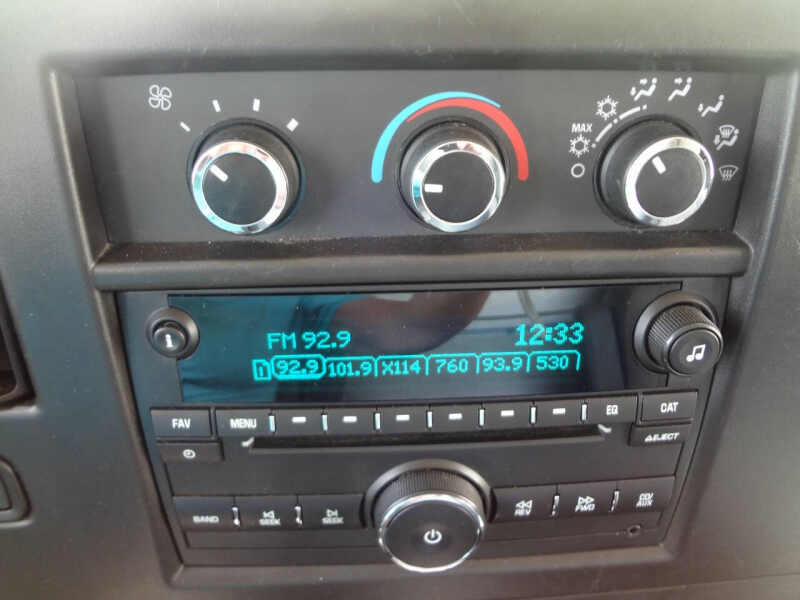 MAX
i
FM 92.9 12:33
1 92.9 101.9 X114 760 93.9 530
FAV MENU EQ CAT
EJECT
BAND SEEK SEEK REV FWD CD/AUX